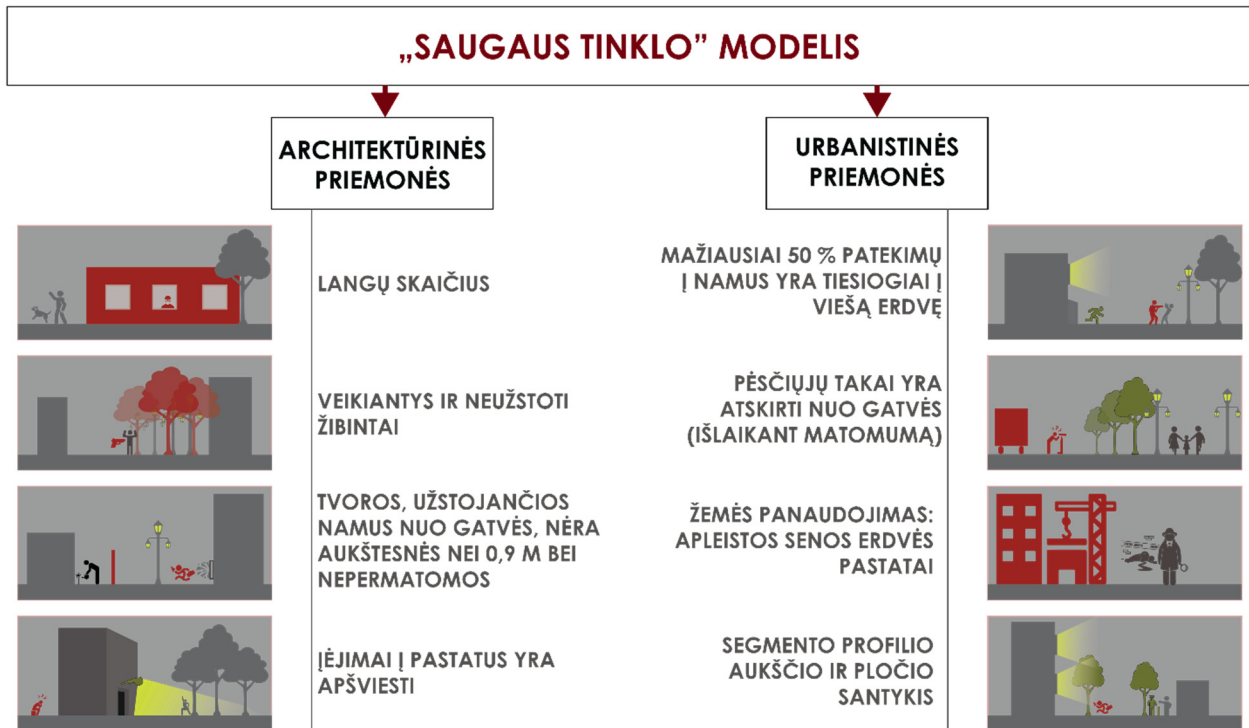 „SAUGAUS TINKLO” MODELIS
ARCHITEKTŪRINĖS
PRIEMONĖS
LANGŲ SKAIČIUS
VEIKIANTYS IR NEUŽSTOTI
ŽIBINTAI
TVOROS, UŽSTOJANČIOS
NAMUS NUO GATVĖS, NĖRA
AUKŠTESNĖS NEI 0,9 M BEI
NEPERMATOMOS
ĮĖJIMAI Į PASTATUS YRA
APŠVIESTI
URBANISTINĖS
PRIEMONĖS
MAŽIAUSIAI 50 % PATEKIMŲ
Į NAMUS YRA TIESIOGIAI Į
VIEŠĄ ERDVĘ
PĖSČIŲJŲ TAKAI YRA
ATSKIRTI NUO GATVĖS
(IŠLAIKANT MATOMUMĄ)
ŽEMĖS PANAUDOJIMAS:
APLEISTOS SENOS ERDVĖS
PASTATAI
SEGMENTO PROFILIO
AUKŠČIO IR PLOČIO
SANTYKIS